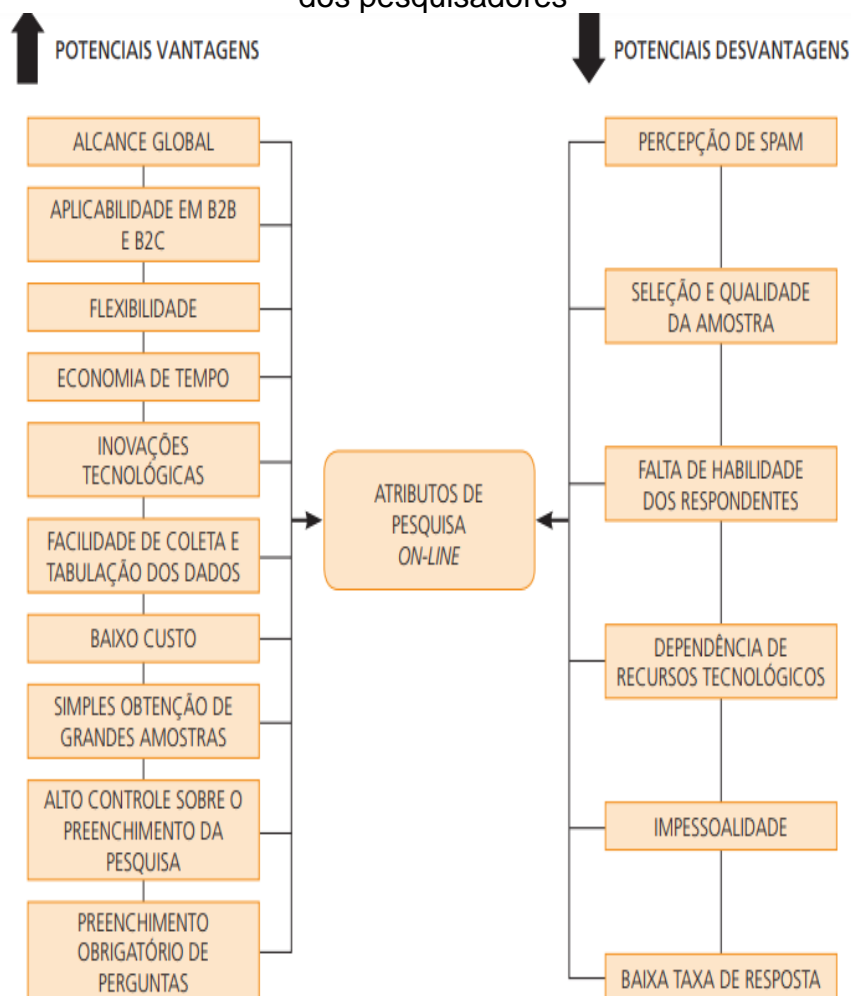 dos pesquisadores
POTENCIAIS VANTAGENS
ALCANCE GLOBAL
APLICABILIDADE EM B2B
E B2C
FLEXIBILIDADE
ECONOMIA DE TEMPO
INOVAÇÕES
TECNOLÓGICAS
FACILIDADE DE COLETA E
TABULAÇÃO DOS DADOS
BAIXO CUSTO
SIMPLES OBTENÇÃO DE
GRANDES AMOSTRAS
ALTO CONTROLE SOBRE O
PREENCHIMENTO DA
PESQUISA
PREENCHIMENTO
OBRIGATÓRIO DE
PERGUNTAS
ATRIBUTOS DE
PESQUISA
ON-LINE
POTENCIAIS DESVANTAGENS
PERCEPÇÃO DE SPAM
SELEÇÃO E QUALIDADE
DA AMOSTRA
FALTA DE HABILIDADE
DOS RESPONDENTES
DEPENDÊNCIA DE
RECURSOS TECNOLÓGICOS
IMPESSOALIDADE
BAIXA TAXA DE RESPOSTA